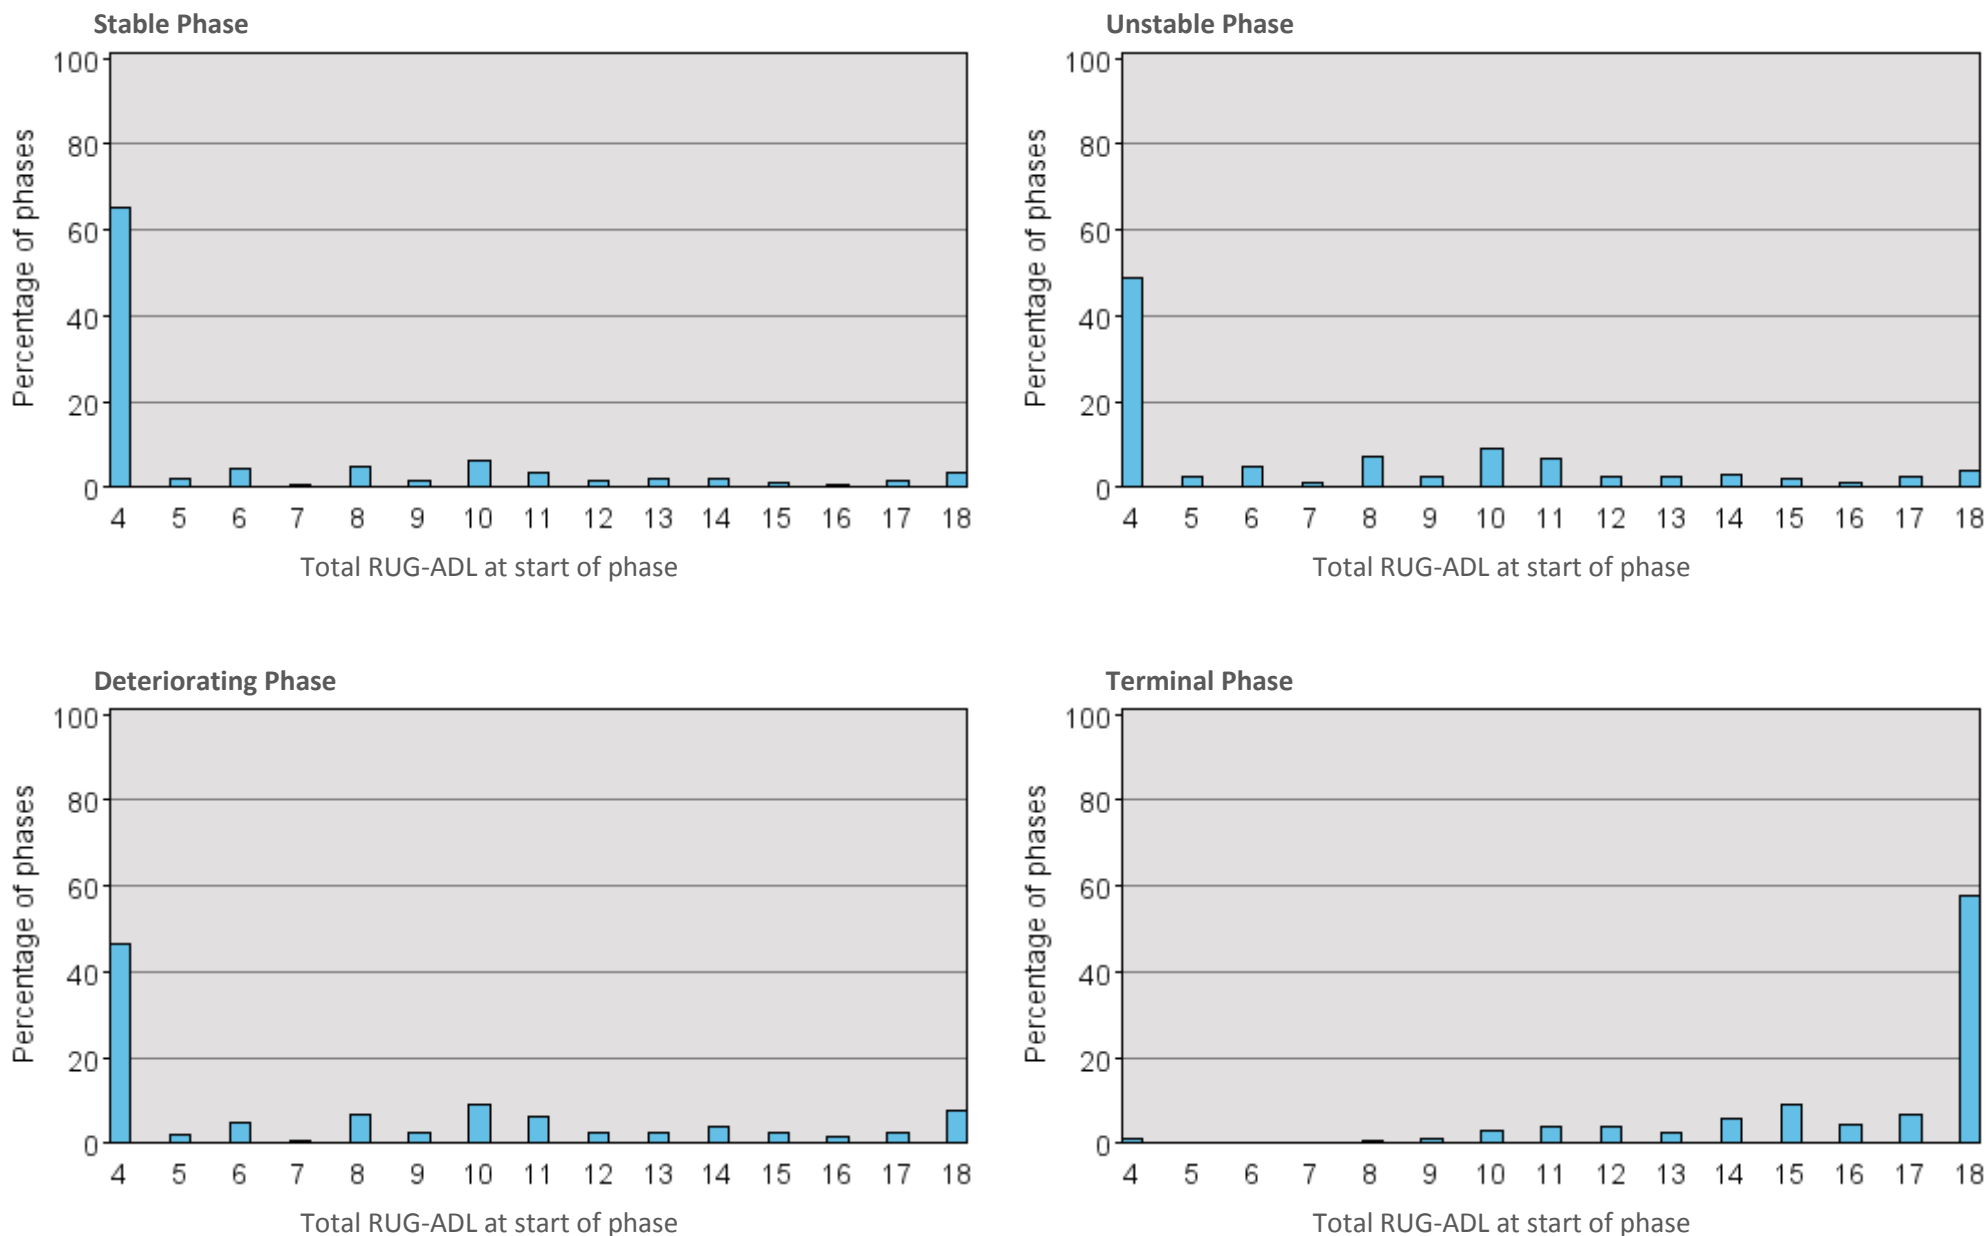 Stable Phase
Percentage of phases
100
80
60
40
20
0
4 5 6 7 8 9 10 11 12 13 14 15 16 17 18
Total RUG-ADL at start of phase
Unstable Phase
Percentage of phases
100
80
60
40
20
0
4 5 6 7 8 9 10 11 12 13 14 15 16 17 18
Total RUG-ADL at start of phase
Deteriorating Phase
Percentage of phases
100
80
60
40
20
0
4 5 6 7 8 9 10 11 12 13 14 15 16 17 18
Total RUG-ADL at start of phase
Terminal Phase
Percentage of phases
100
80
60
40
20
0
4 5 6 7 8 9 10 11 12 13 14 15 16 17 18
Total RUG-ADL at start of phase